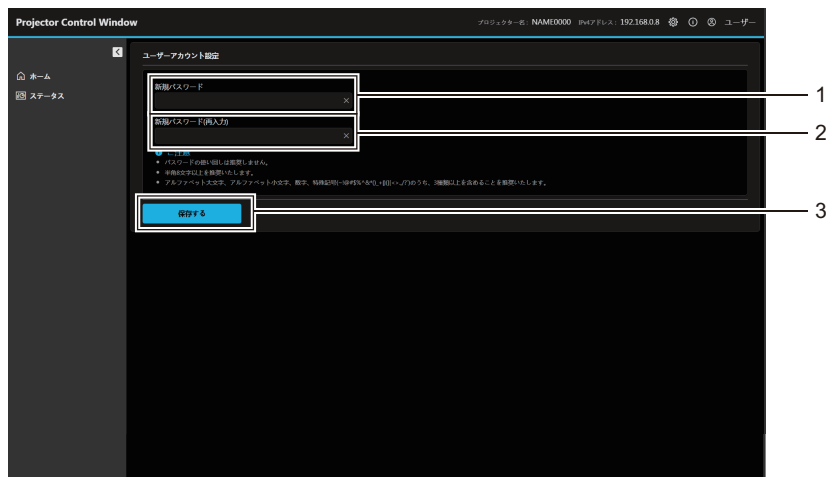 Projector Control Window
プロジェクター名: NAME0000 IPv4アドレス: 192.168.0.8 ユーザー
ホーム
ステータス
ユーザーアカウント設定
新規パスワード
新規パスワード(再入力)
ご注意
パスワードの使い回しは推奨しません。
半角8文字以上を推奨いたします。
アルファベット大文字、アルファベット小文字、数字、のうち、3種類以上を含めることを推奨いたします。
保存する
1
2
3